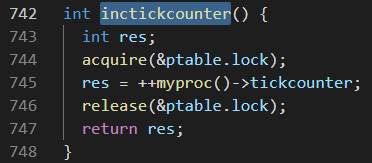 742 int inctickcounter() {
743   int res;
744   acquire(&ptable.lock);
745   res = ++myproc()->tickcounter;
746   release(&ptable.lock);
747   return res;
748 }